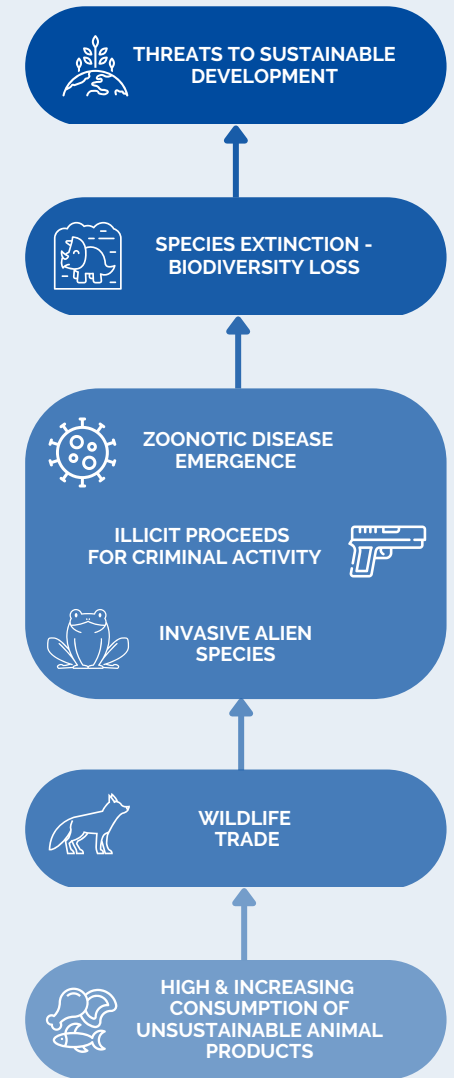 THREATS TO SUSTAINABLE
DEVELOPMENT
SPECIES EXTINCTION -
BIODIVERSITY LOSS
ZOONOTIC DISEASE
EMERGENCE
ILLICIT PROCEEDS
FOR CRIMINAL ACTIVITY
INVASIVE ALIEN
SPECIES
WILDLIFE
TRADE
HIGH & INCREASING
CONSUMPTION OF
UNSUSTAINABLE ANIMAL
PRODUCTS